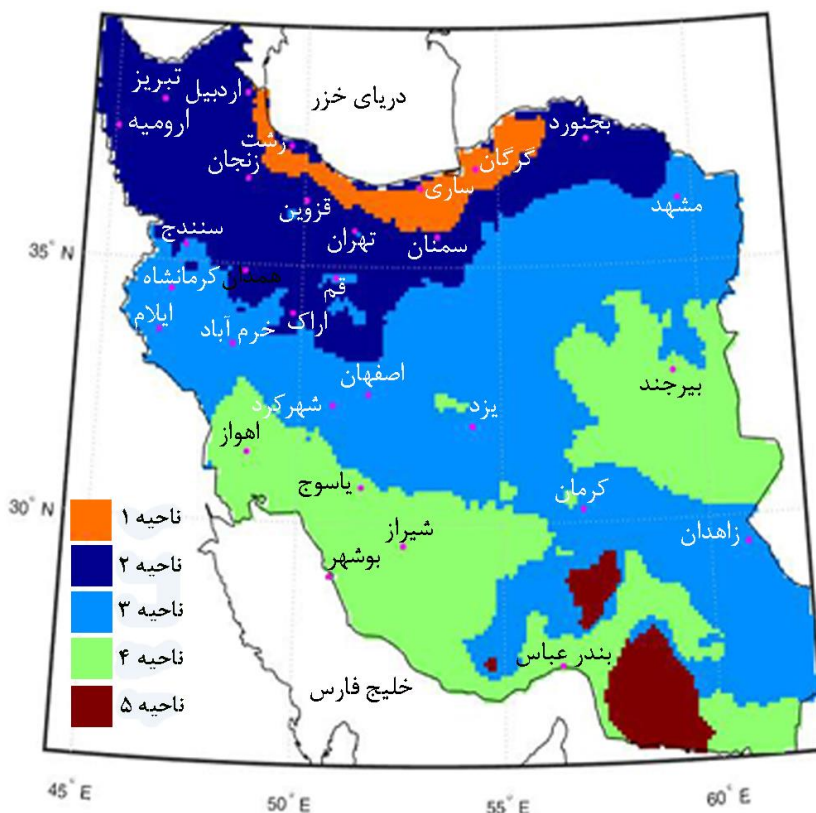 دریای خزر
تبریز
اردبیل
ارومیه
رشت
زنجان
قزوین
تهران
سمنان
ساری
گرگان
بجنورد
مشهد
سنندج
همدان
کرمانشاه
قم
ایلام
خرم آباد
اراک
اصفهان
شهرکرد
یزد
بیرجند
اهواز
یاسوج
کرمان
شیراز
زاهدان
بوشهر
بندر عباس
خلیج فارس
ناحیه ۱
ناحیه ۲
ناحیه ۳
ناحیه ۴
ناحیه ۵
35° N
30° N
45° E
50° E
55° E
60° E